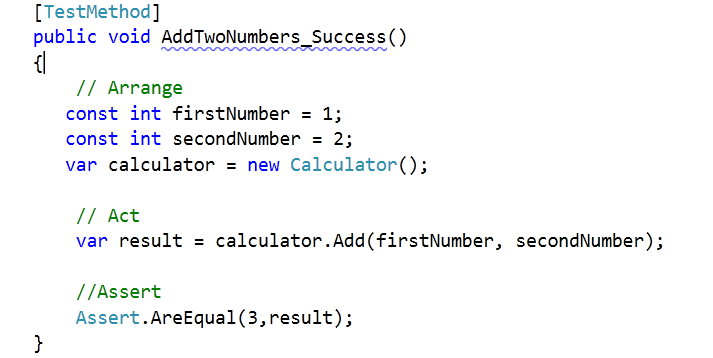 [TestMethod]
public void AddTwoNumbers_Success()
{
// Arrange
const int firstNumber = 1;
const int secondNumber = 2;
var calculator = new Calculator();
// Act
var result = calculator.Add(firstNumber, secondNumber);
//Assert
Assert.AreEqual(3,result);
}